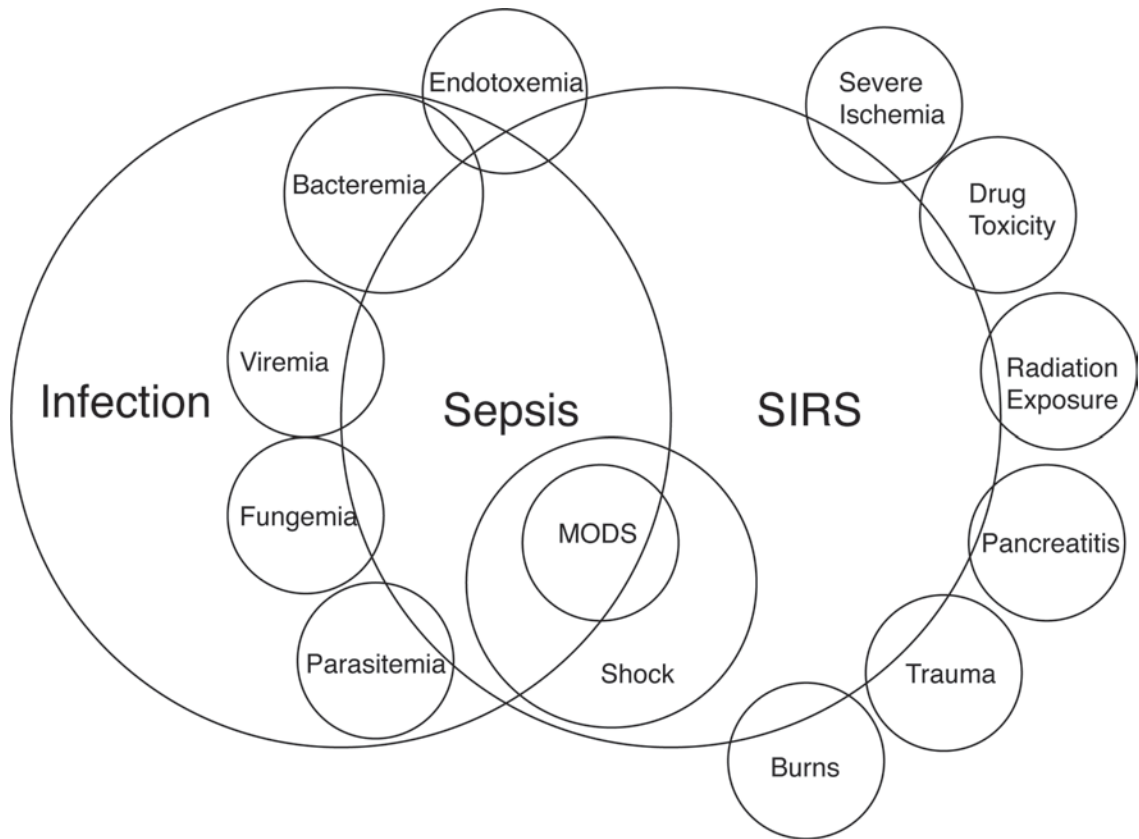 Endotoxemia
Severe
Ischemia
Bacteremia
Drug
Toxicity
Viremia
Radiation
Exposure
Infection
Sepsis
SIRS
Fungemia
MODS
Pancreatitis
Parasitemia
Shock
Trauma
Burns